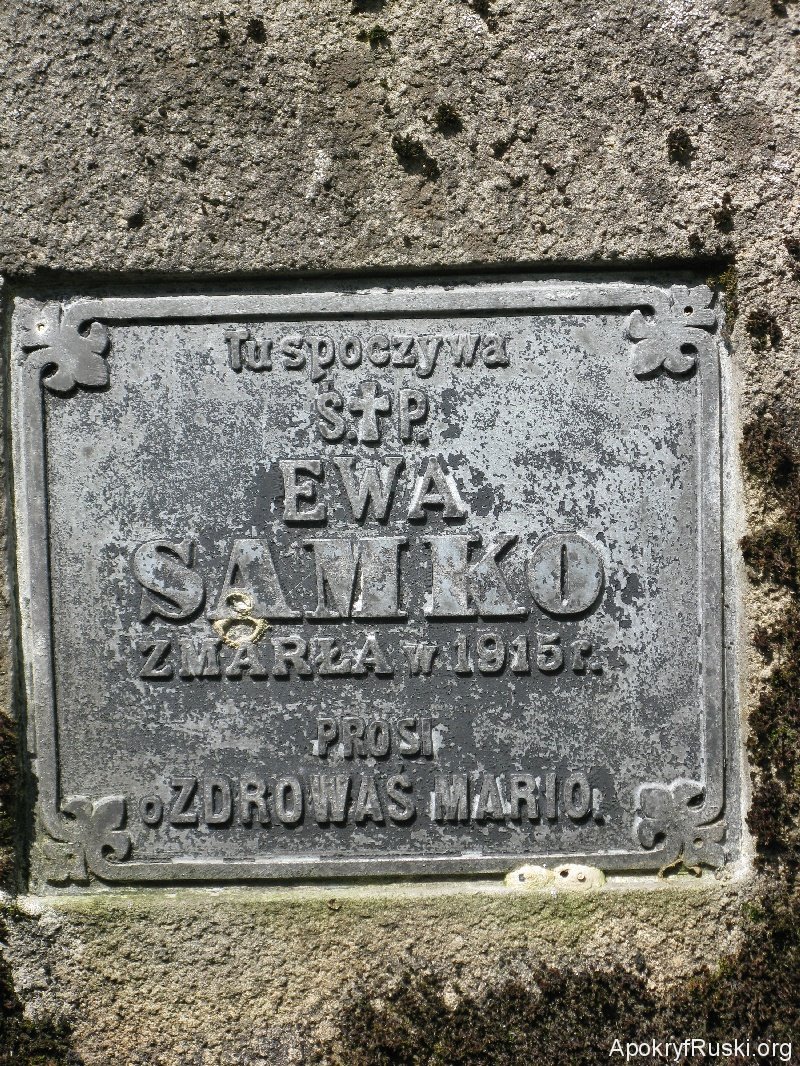 Tu spoczywa
Ś.†P.
EWA
SAMKO
ZMARŁA w 1915 r.
PROSI
o ZDROWAŚ MARIO.
ApokryfRuski.org